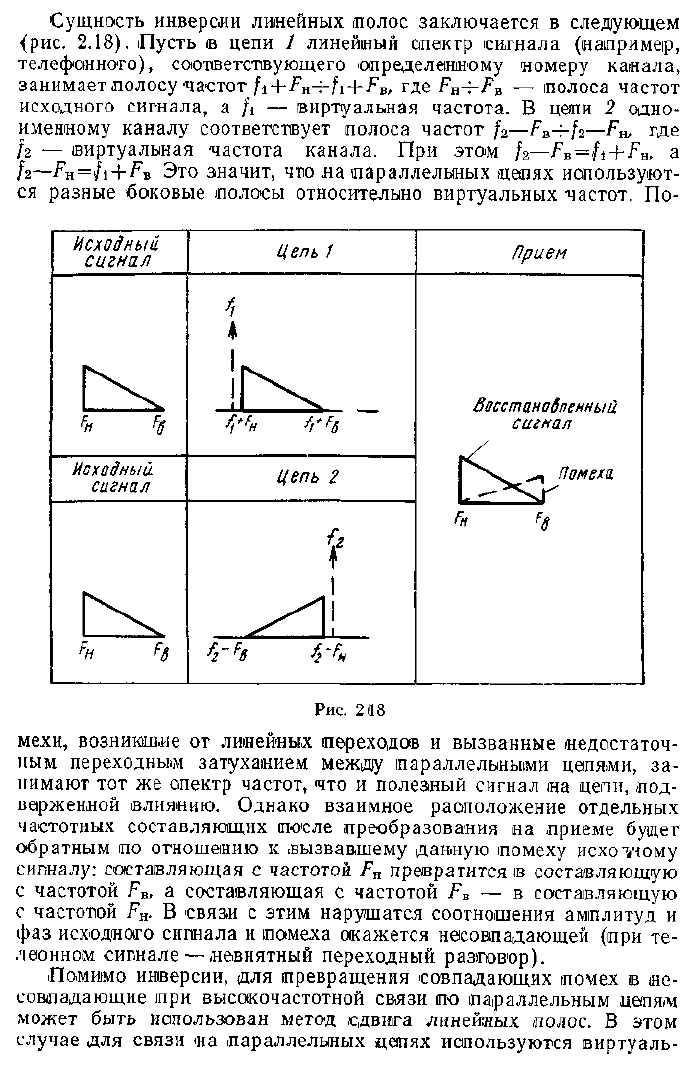 Сущность инверсии линейных полос заключается в следующем
(рис. 2.18). Пусть в цепи 1 линейный спектр сигнала (например,
телефонного), соответствующего определенному номеру канала,
занимает полосу частот f₁+Fн÷f₁+Fв, где Fн÷Fв — полоса частот
исходного сигнала, а f₁ — виртуальная частота. В цепи 2 одно-
именному каналу соответствует полоса частот f₂—Fв÷f₂—Fн, где
f₂ — виртуальная частота канала. При этом f₂—Fв=f₁+Fн, а
f₂—Fн=f₁+Fв Это значит, что на параллельных цепях используют-
ся разные боковые полосы относительно виртуальных частот. По-
Исходный
сигнал
Цепь 1
Прием
f₁
Fн Fв
f₁+Fн f₁+Fв
Исходный
сигнал
Цепь 2
f₂
Fн Fв
f₂-Fв f₂-Fн
Восстановленный
сигнал
Помеха
Fн Fв
Рис. 2.18
мехи, возникшие от линейных переходов и вызванные недостаточ-
ным переходным затуханием между параллельными цепями, за-
нимают тот же спектр частот, что и полезный сигнал на цепи, под-
верженной влиянию. Однако взаимное расположение отдельных
частотных составляющих после преобразования на приеме будет
обратным по отношению к вызвавшему данную помеху исходному
сигналу: составляющая с частотой Fн превратится в составляющую
с частотой Fв, а составляющая с частотой Fв — в составляющую
с частотой Fн. В связи с этим нарушатся соотношения амплитуд и
фаз исходного сигнала и помеха окажется несовпадающей (при те-
леонном сигнале — невнятный переходный разговор).
Помимо инверсии, для превращения совпадающих помех в не-
совпадающие при высокочастотной связи по параллельным цепям
может быть использован метод сдвига линейных полос. В этом
случае для связи на параллельных цепях используются виртуаль-